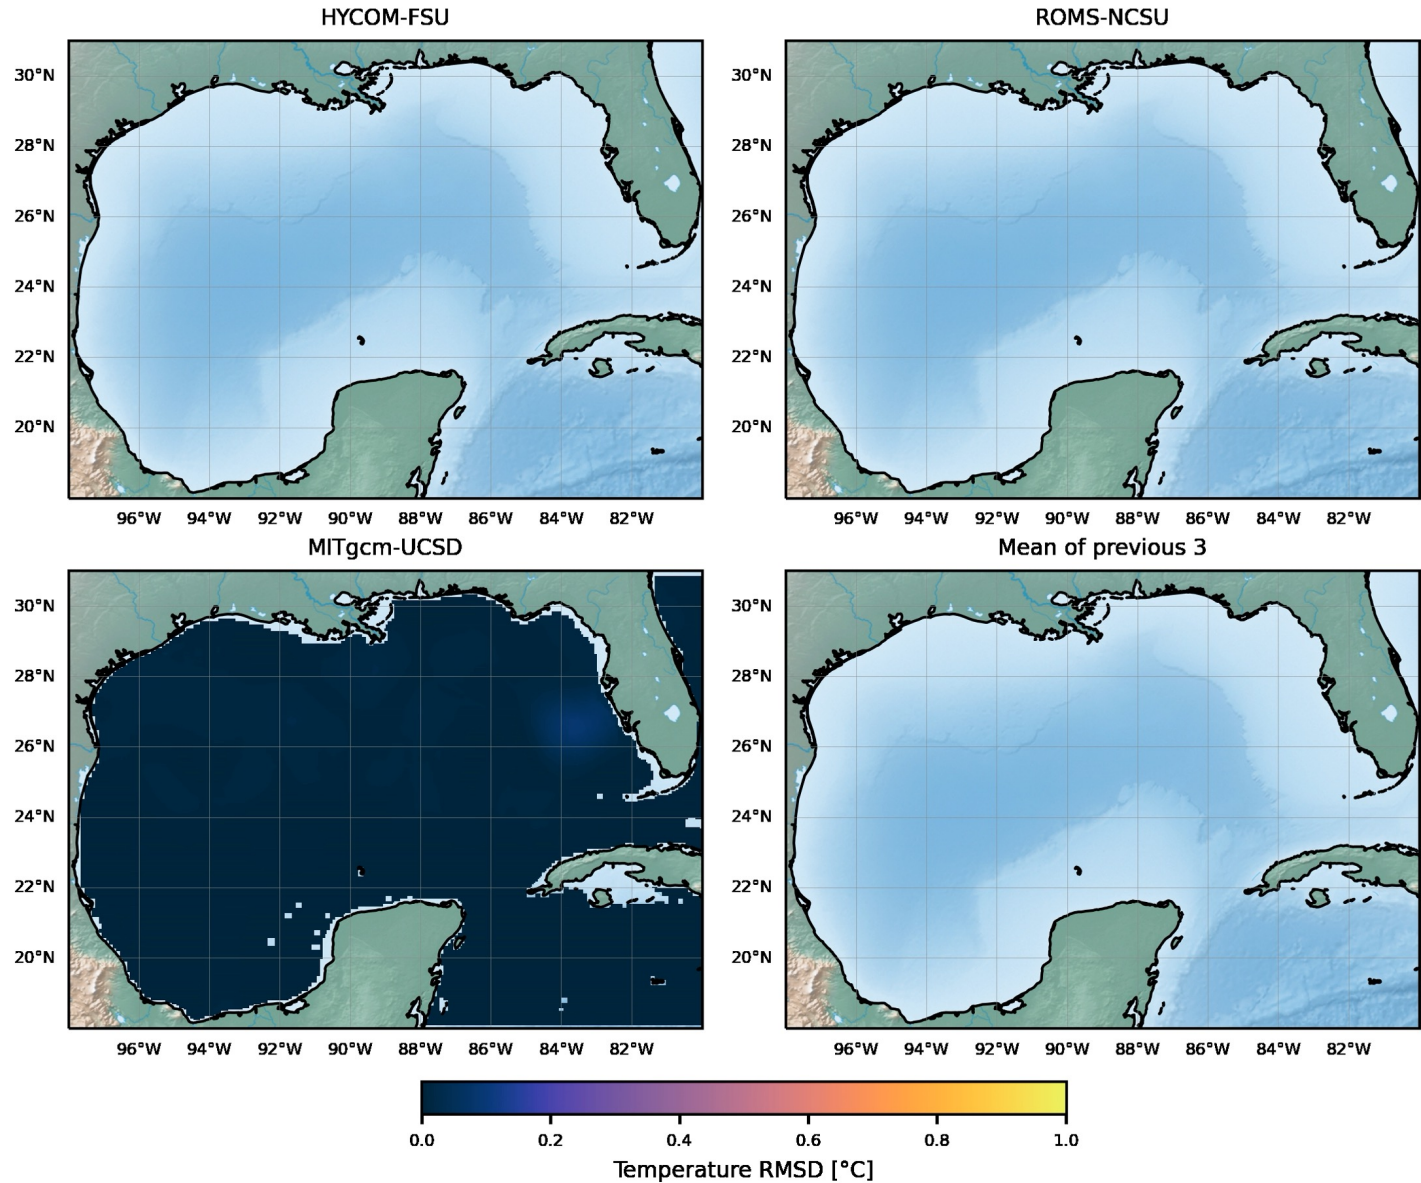 HYCOM-FSU
ROMS-NCSU
30°N
28°N
26°N
24°N
22°N
20°N
30°N
28°N
26°N
24°N
22°N
20°N
96°W 94°W 92°W 90°W 88°W 86°W 84°W 82°W
96°W 94°W 92°W 90°W 88°W 86°W 84°W 82°W
MITgcm-UCSD
Mean of previous 3
30°N
28°N
26°N
24°N
22°N
20°N
30°N
28°N
26°N
24°N
22°N
20°N
96°W 94°W 92°W 90°W 88°W 86°W 84°W 82°W
96°W 94°W 92°W 90°W 88°W 86°W 84°W 82°W
0.0 0.2 0.4 0.6 0.8 1.0
Temperature RMSD [°C]